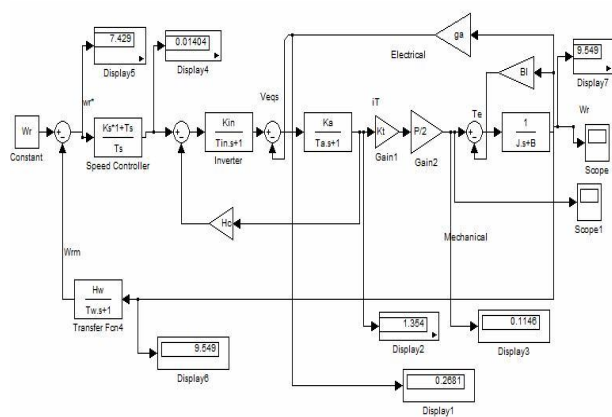 7.429
Display5
0.01404
Display4
wr*
Wr
Constant
Ks*1+Ts
Ts
Speed Controller
Kin
Tin.s+1
Inverter
Veqs
Electrical
ga
Bl
9.549
Display7
Ka
Ta.s+1
iT
Kt
Gain1
P/2
Gain2
Te
1
J.s+B
Wr
Scope
Scope1
Hc
Mechanical
Wrm
Hw
Tw.s+1
Transfer Fcn4
9.549
Display6
1.354
Display2
0.1146
Display3
0.2681
Display1